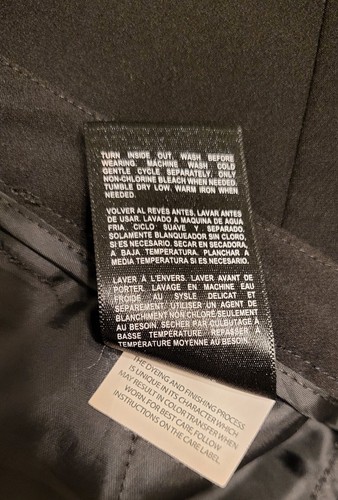 TURN INSIDE OUT, WASH BEFORE
WEARING. MACHINE WASH COLD
GENTLE CYCLE SEPARATELY, ONLY
NON-CHLORINE BLEACH WHEN NEEDED.
TUMBLE DRY LOW. WARM IRON WHEN
NEEDED.
VOLVER AL REVÉS ANTES, LAVAR ANTES
DE USAR. LAVADO A MAQUINA DE AGUA
FRIA, CICLO SUAVE Y SEPARADO.
SOLAMENTE BLANQUEADOR SIN CLORO,
SI ES NECESARIO. SECAR EN SECADORA,
A BAJA TEMPERATURA. PLANCHAR A
MEDIA TEMPERATURA SI ES NECESARIO.
LAVER À L'ENVERS. LAVER AVANT DE
PORTER. LAVAGE EN MACHINE EAU
FROIDE AU SYSLE DELICAT ET
SÉPAREMENT. UTILISER UN AGENT DE
BLANCHIMENT NON CHLORÉ/SEULEMENT
AU BESOIN. SÉCHER PAR CULBUTAGE À
BASSE TEMPÉRATURE. REPASSER À
TEMPÉRATURE MOYENNE AU BESOIN.
THE DYEING AND FINISHING PROCESS
IS UNIQUE IN ITS CHARACTER WHICH
MAY RESULT IN COLOR TRANSFER WHEN
WORN. FOR BEST CARE, FOLLOW
INSTRUCTIONS ON THE CARE LABEL.